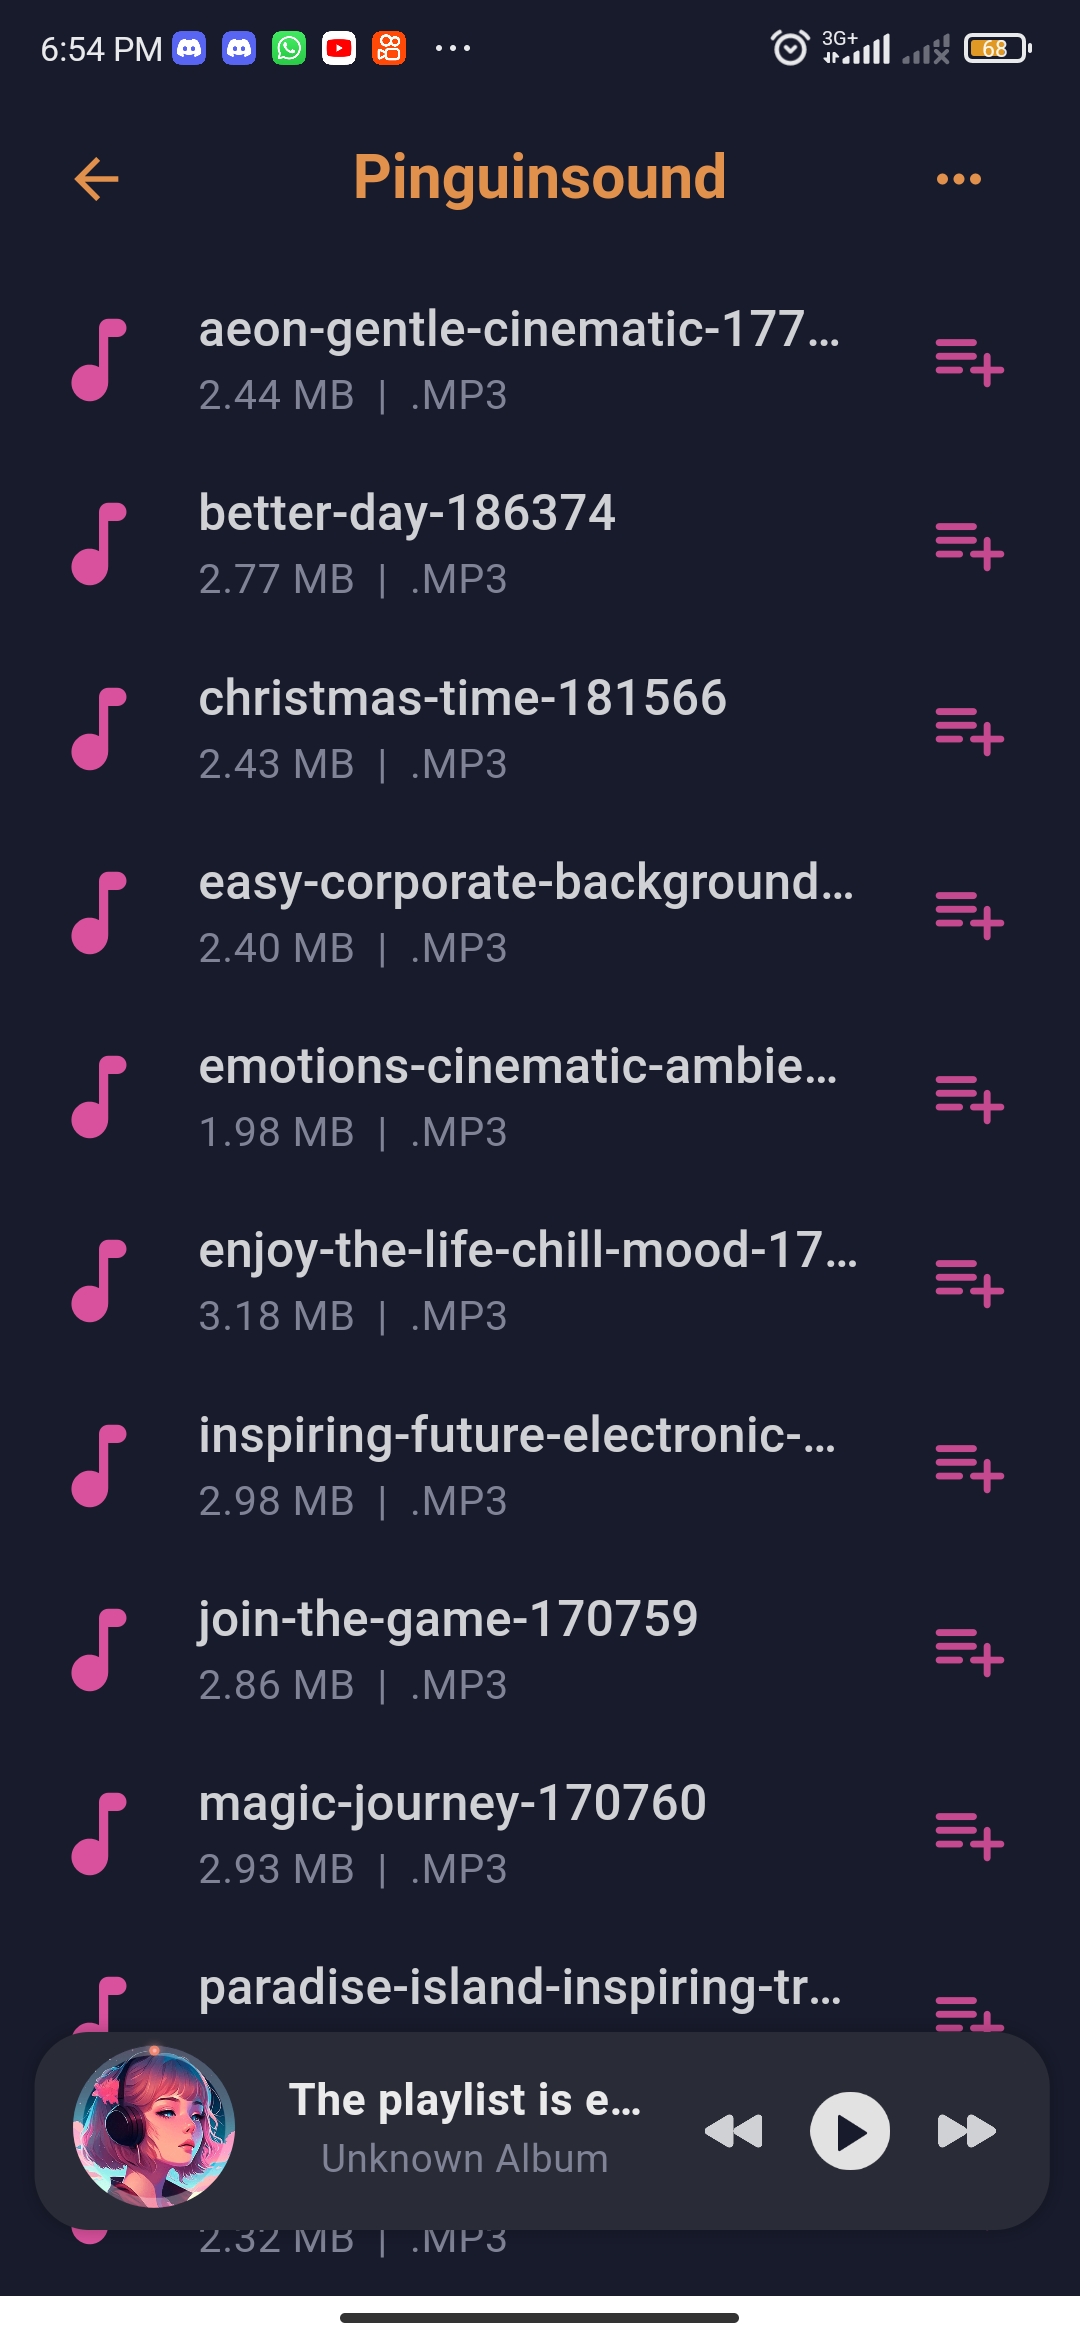 6:54 PM
3G+
68
Pinguinsound
aeon-gentle-cinematic-177...
2.44 MB | .MP3
better-day-186374
2.77 MB | .MP3
christmas-time-181566
2.43 MB | .MP3
easy-corporate-background...
2.40 MB | .MP3
emotions-cinematic-ambie...
1.98 MB | .MP3
enjoy-the-life-chill-mood-17...
3.18 MB | .MP3
inspiring-future-electronic-...
2.98 MB | .MP3
join-the-game-170759
2.86 MB | .MP3
magic-journey-170760
2.93 MB | .MP3
paradise-island-inspiring-tr...
The playlist is e...
Unknown Album
2.32 MB | .MP3